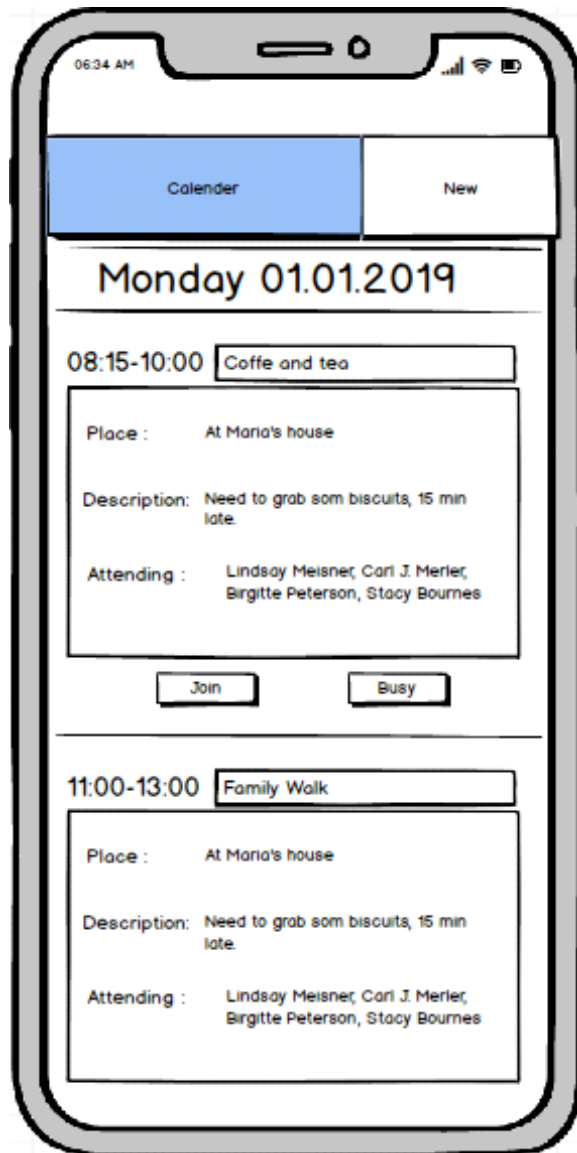 06:34 AM
Calender New
Monday 01.01.2019
08:15-10:00 Coffe and tea
Place : At Maria's house
Description: Need to grab som biscuits, 15 min
late.
Attending : Lindsay Meisner, Carl J. Merler,
Birgitte Peterson, Stacy Bournes
Join Busy
11:00-13:00 Family Walk
Place : At Maria's house
Description: Need to grab som biscuits, 15 min
late.
Attending : Lindsay Meisner, Carl J. Merler,
Birgitte Peterson, Stacy Bournes